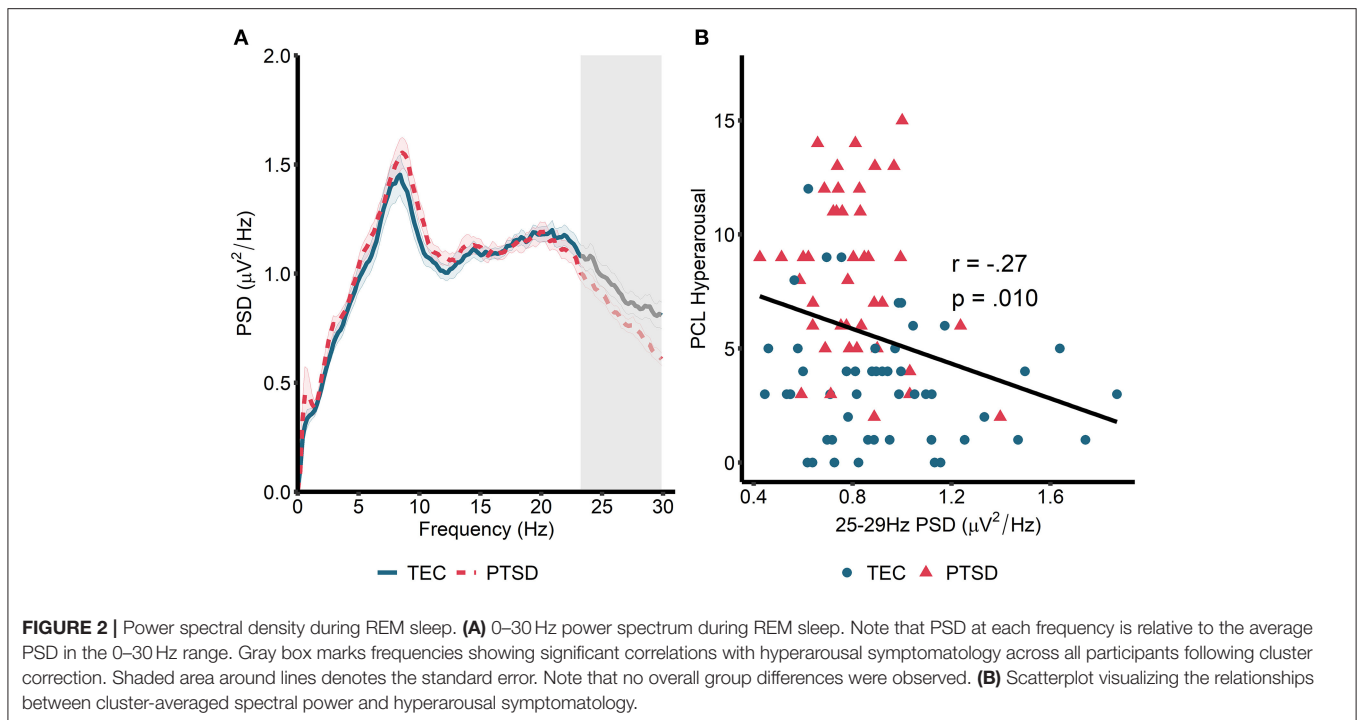 A
2.0
1.5
1.0
0.5
0.0
PSD (μV²/Hz)
0 5 10 15 20 25 30
Frequency (Hz)
TEC PTSD
B
15
10
5
0
PCL Hyperarousal
r = -.27
p = .010
0.4 0.8 1.2 1.6
25-29Hz PSD (μV²/Hz)
TEC PTSD
FIGURE 2 | Power spectral density during REM sleep. (A) 0–30 Hz power spectrum during REM sleep. Note that PSD at each frequency is relative to the average
PSD in the 0–30 Hz range. Gray box marks frequencies showing significant correlations with hyperarousal symptomatology across all participants following cluster
correction. Shaded area around lines denotes the standard error. Note that no overall group differences were observed. (B) Scatterplot visualizing the relationships
between cluster-averaged spectral power and hyperarousal symptomatology.